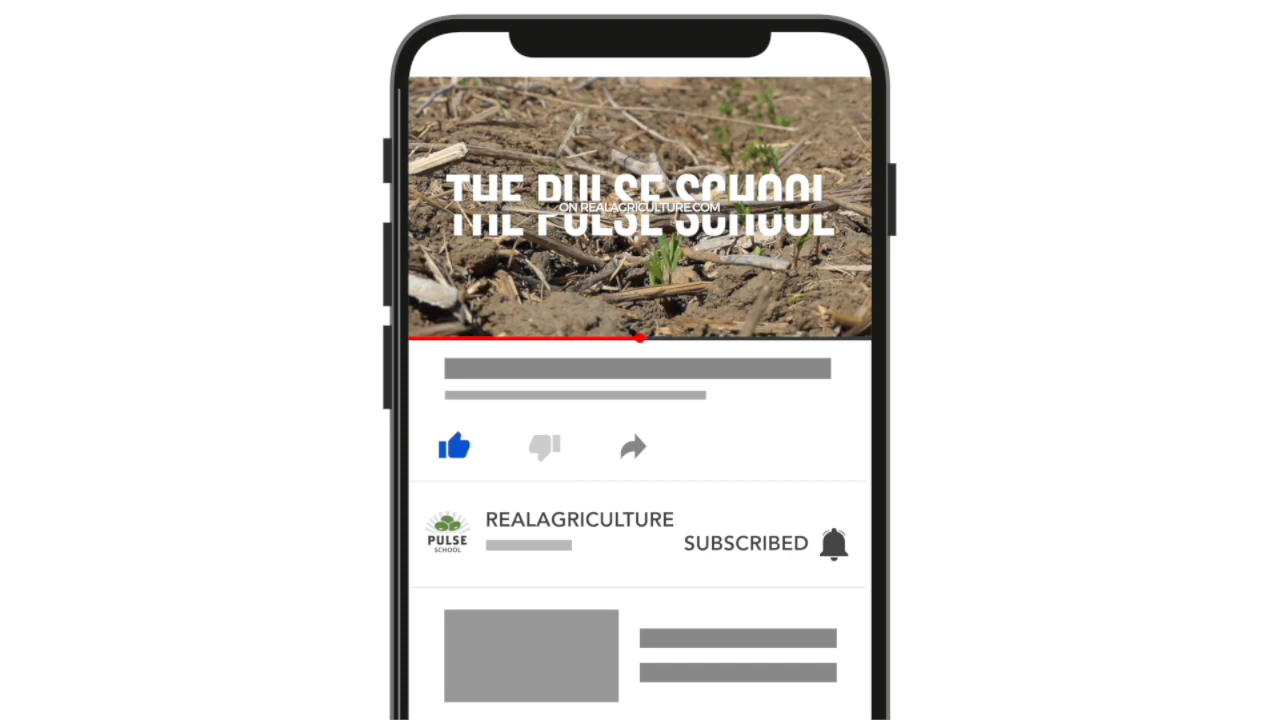 THE PULSE SCHOOL
ON REALAGRICULTURE.COM
PULSE
SCHOOL
REALAGRICULTURE
SUBSCRIBED